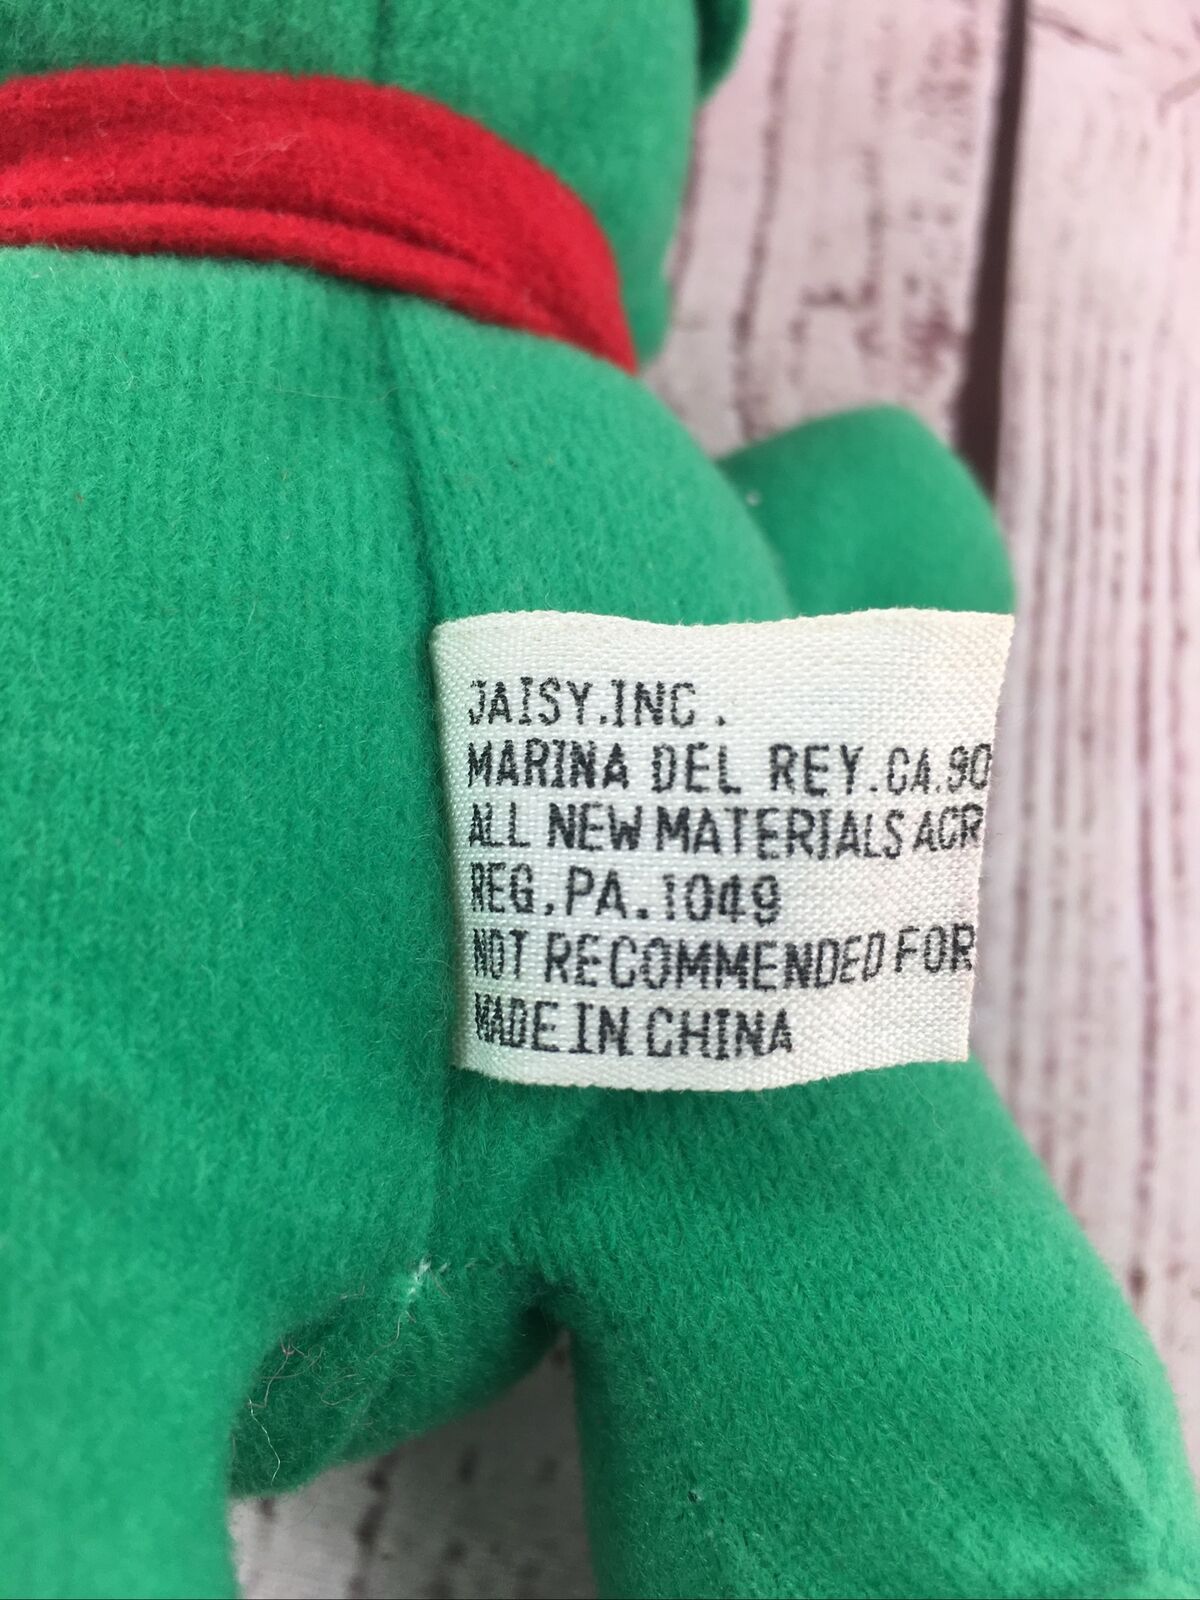 JAISY.INC.
MARINA DEL REY.CA.90
ALL NEW MATERIALS ACR
REG.PA.1049
NOT RECOMMENDED FOR
MADE IN CHINA